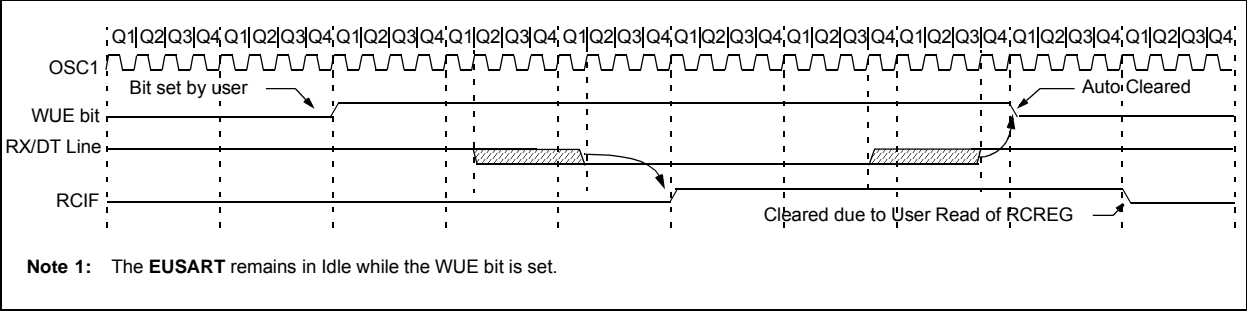 Q1 Q2 Q3 Q4 Q1 Q2 Q3 Q4 Q1 Q2 Q3 Q4 Q1 Q2 Q3 Q4 Q1 Q2 Q3 Q4 Q1 Q2 Q3 Q4 Q1 Q2 Q3 Q4 Q1 Q2 Q3 Q4 Q1 Q2 Q3 Q4 Q1 Q2 Q3 Q4
OSC1
Bit set by user
Auto Cleared
WUE bit
RX/DT Line
RCIF
Cleared due to User Read of RCREG
Note 1: The EUSART remains in Idle while the WUE bit is set.